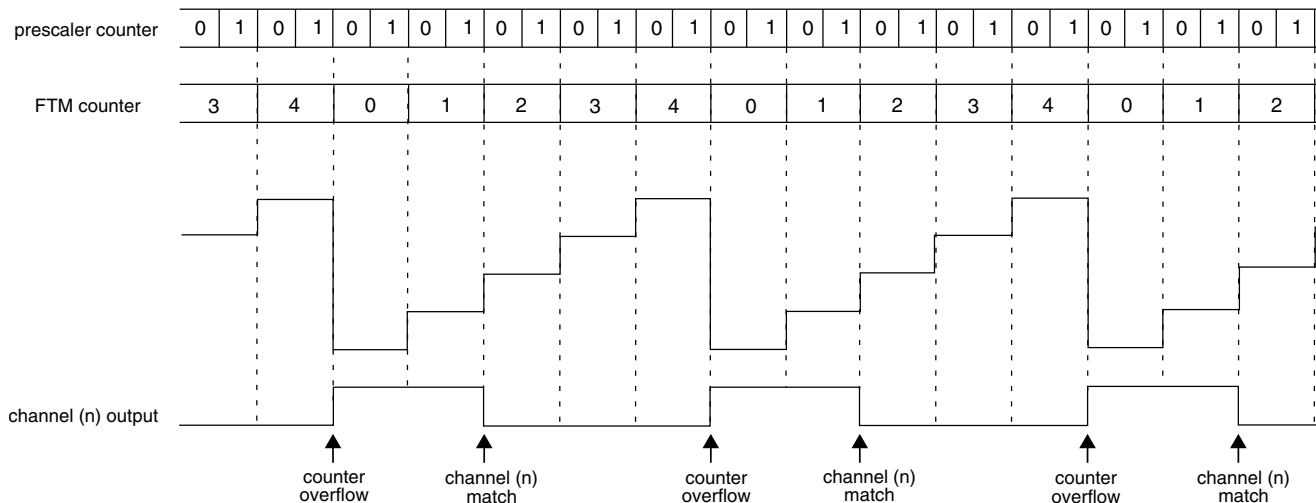 prescaler counter 0 1 0 1 0 1 0 1 0 1 0 1 0 1 0 1 0 1 0 1 0 1 0 1 0 1 0 1 0 1
FTM counter 3 4 0 1 2 3 4 0 1 2 3 4 0 1 2
channel (n) output
counter overflow
channel (n) match
counter overflow
channel (n) match
counter overflow
channel (n) match